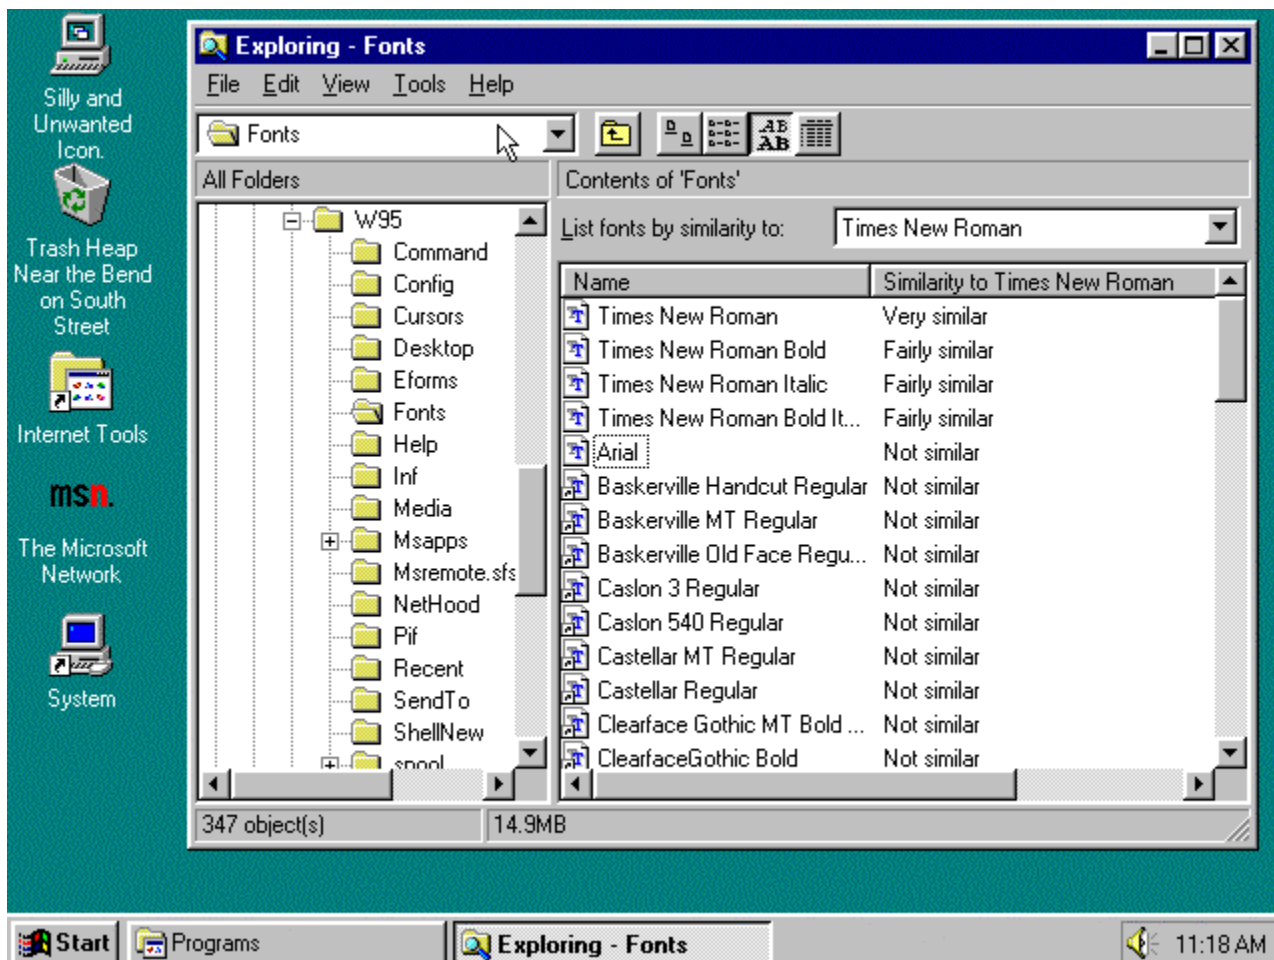 Silly and
Unwanted
Icon.
Trash Heap
Near the Bend
on South
Street
Internet Tools
msn.
The Microsoft
Network
System
Exploring - Fonts
File Edit View Tools Help
Fonts
All Folders
Contents of 'Fonts'
W95
Command
Config
Cursors
Desktop
Eforms
Fonts
Help
Inf
Media
Msapps
Msremote.sfs
NetHood
Pif
Recent
SendTo
ShellNew
spool
List fonts by similarity to: Times New Roman
Name Similarity to Times New Roman
Times New Roman Very similar
Times New Roman Bold Fairly similar
Times New Roman Italic Fairly similar
Times New Roman Bold It... Fairly similar
Arial Not similar
Baskerville Handcut Regular Not similar
Baskerville MT Regular Not similar
Baskerville Old Face Regu... Not similar
Caslon 3 Regular Not similar
Caslon 540 Regular Not similar
Castellar MT Regular Not similar
Castellar Regular Not similar
Clearface Gothic MT Bold ... Not similar
ClearfaceGothic Bold Not similar
347 object(s) 14.9MB
Start Programs Exploring - Fonts 11:18 AM